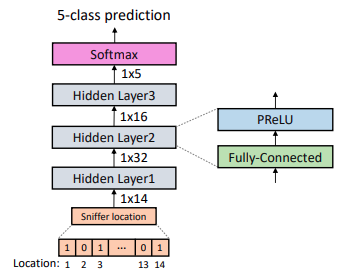 5-class prediction
Softmax
1x5
Hidden Layer3
1x16
Hidden Layer2
1x32
Hidden Layer1
1x14
Sniffer location
1 0 1 ... 0 1
Location: 1 2 3 13 14
PReLU
Fully-Connected